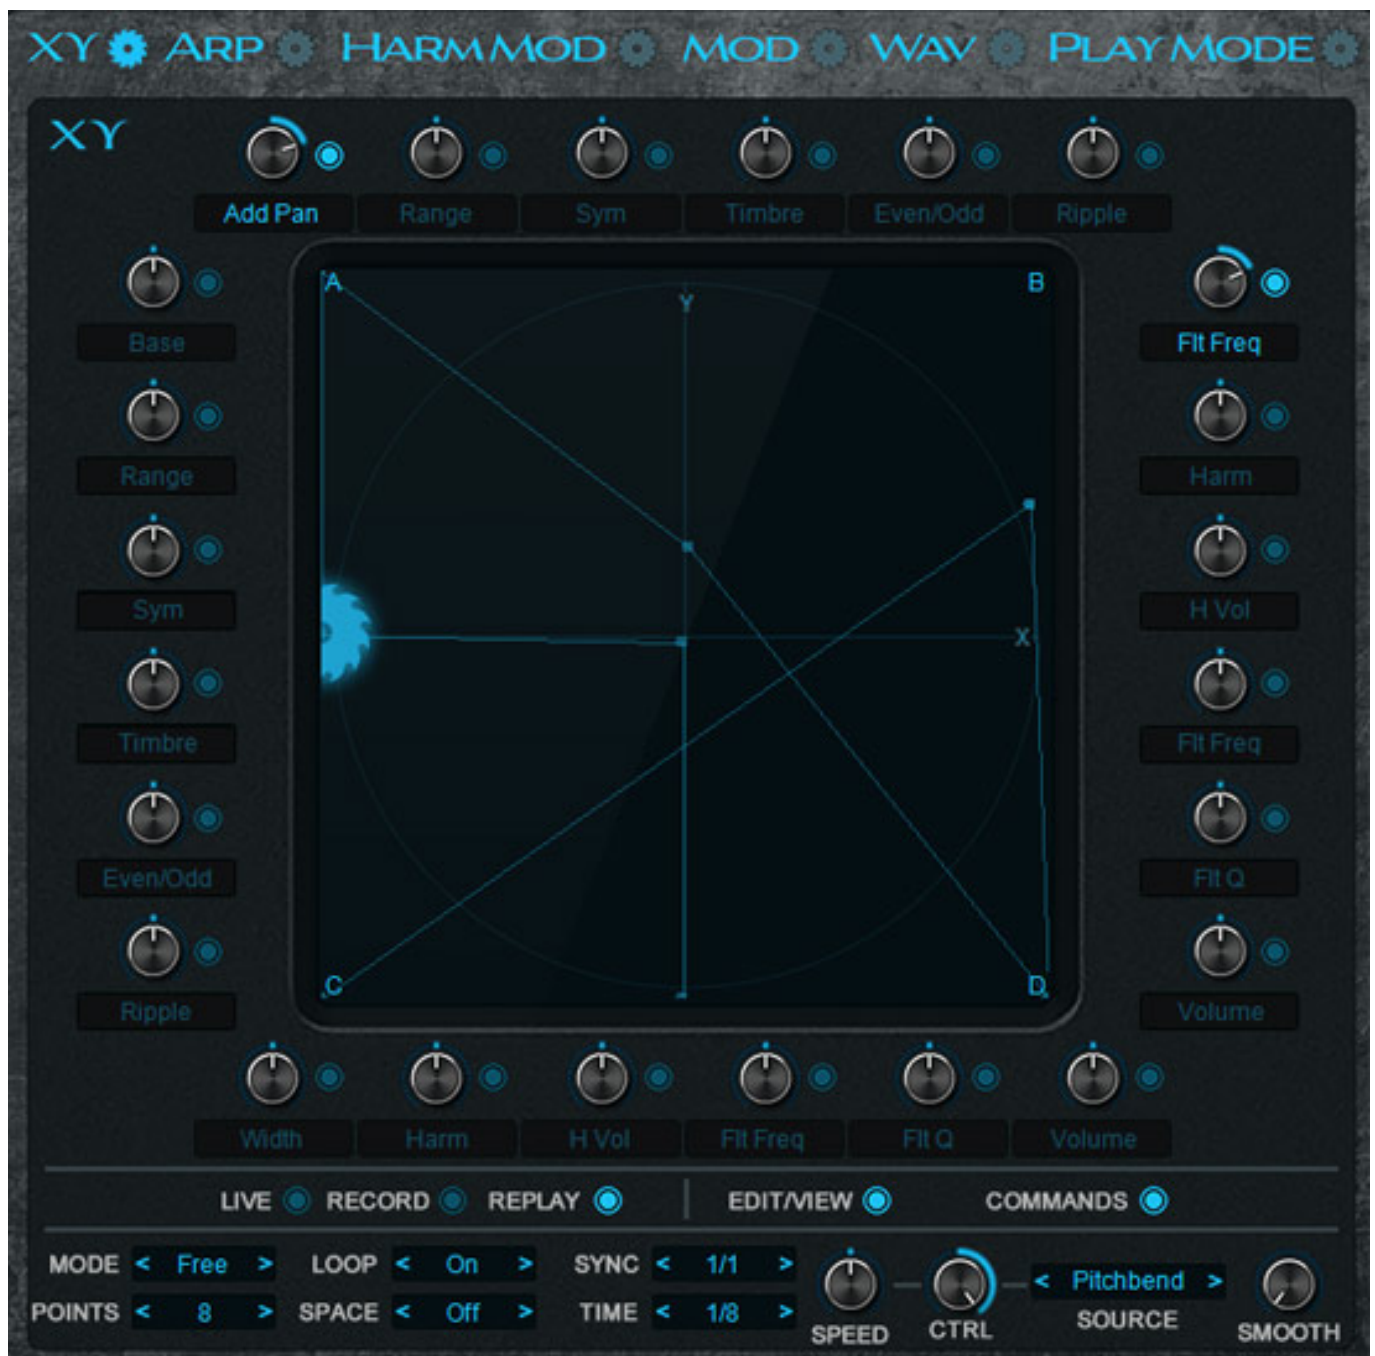 XY ARP HARM MOD MOD WAV PLAY MODE
XY
Add Pan Range Sym Timbre Even/Odd Ripple
A Y B
Base Flt Freq
Range Harm
Sym H Vol
X
Timbre Flt Freq
Even/Odd Flt Q
C D
Ripple Volume
Width Harm H Vol Flt Freq Flt Q Volume
LIVE RECORD REPLAY EDIT/VIEW COMMANDS
MODE < Free > LOOP < On > SYNC < 1/1 >
< Pitchbend >
POINTS < 8 > SPACE < Off > TIME < 1/8 >
SPEED CTRL SOURCE SMOOTH